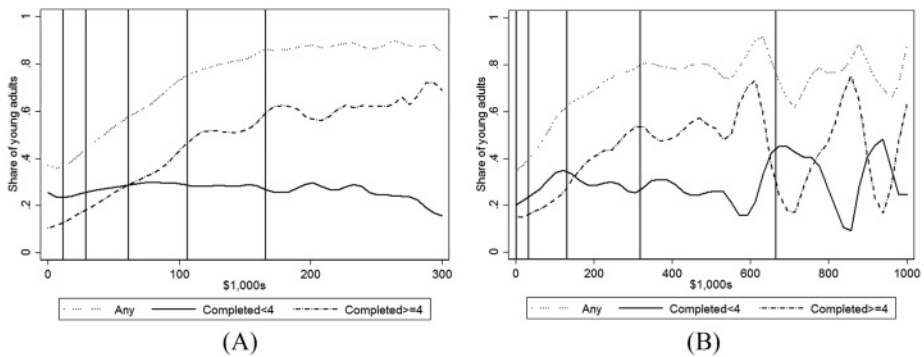 Share of young adults
1
.8
.6
.4
.2
0
0 100 200 300
$1,000s
Any Completed<4 Completed>=4
(A)
Share of young adults
1
.8
.6
.4
.2
0
0 200 400 600 800 1000
$1,000s
Any Completed<4 Completed>=4
(B)